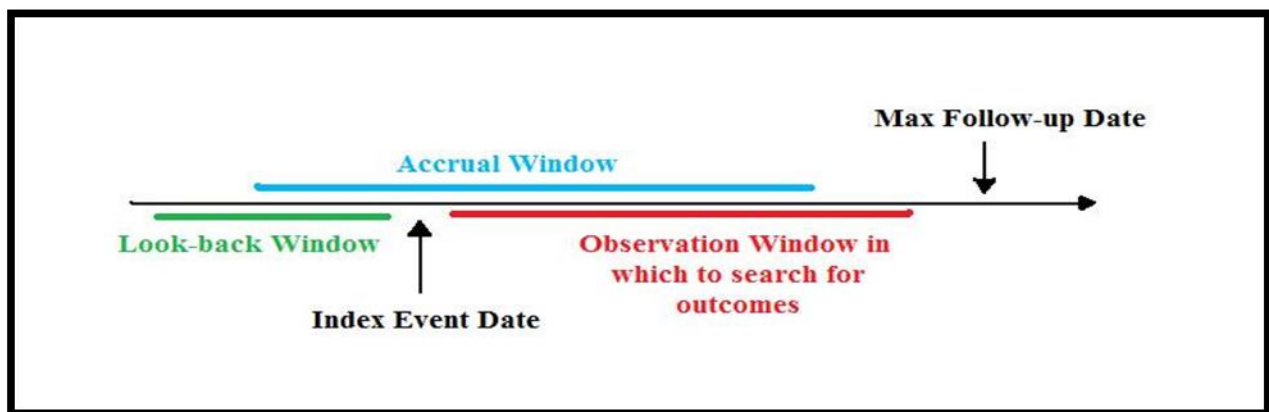 Max Follow-up Date
Accrual Window
Look-back Window
Observation Window in
which to search for
outcomes
Index Event Date